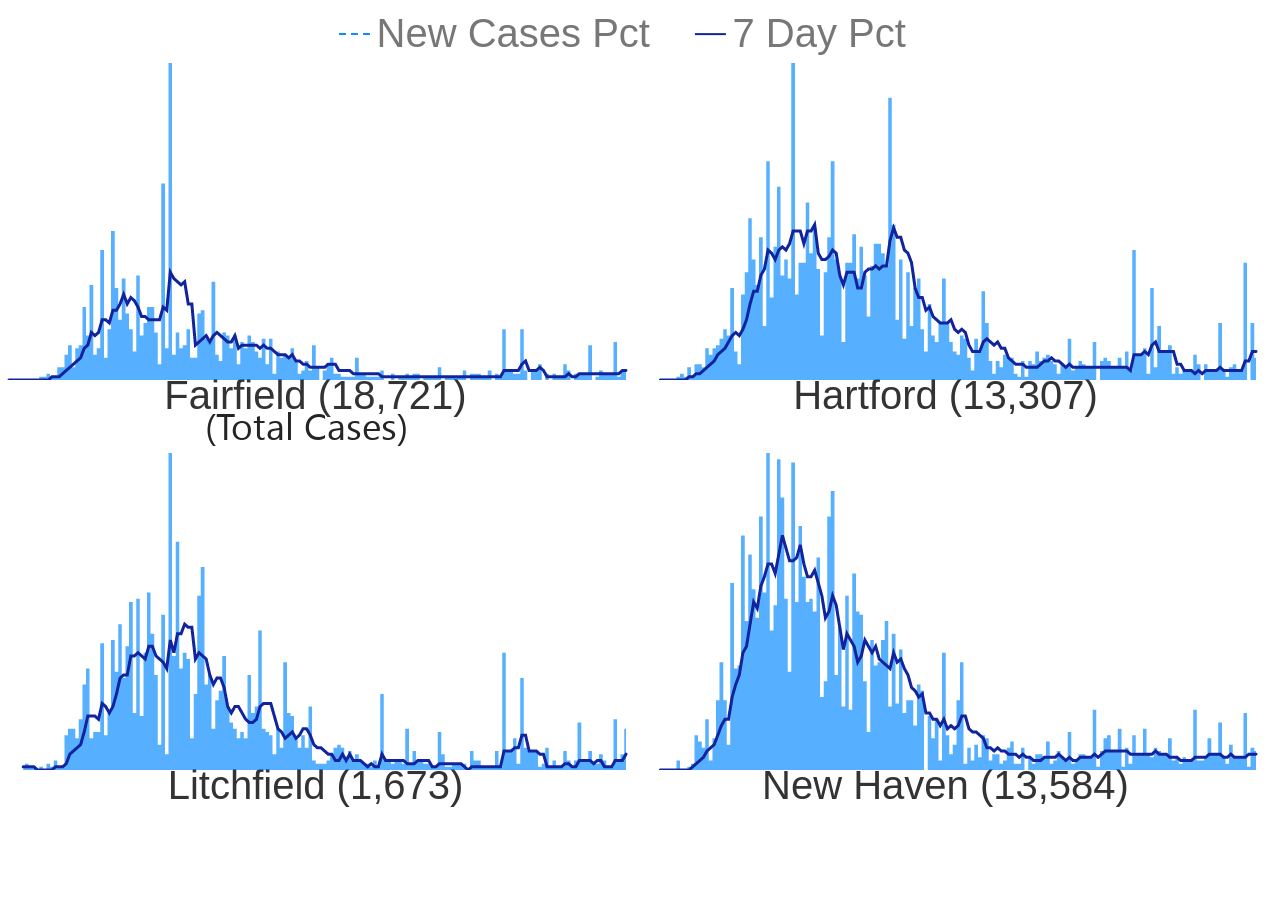 New Cases Pct 7 Day Pct
Fairfield (18,721)
(Total Cases)
Hartford (13,307)
Litchfield (1,673)
New Haven (13,584)